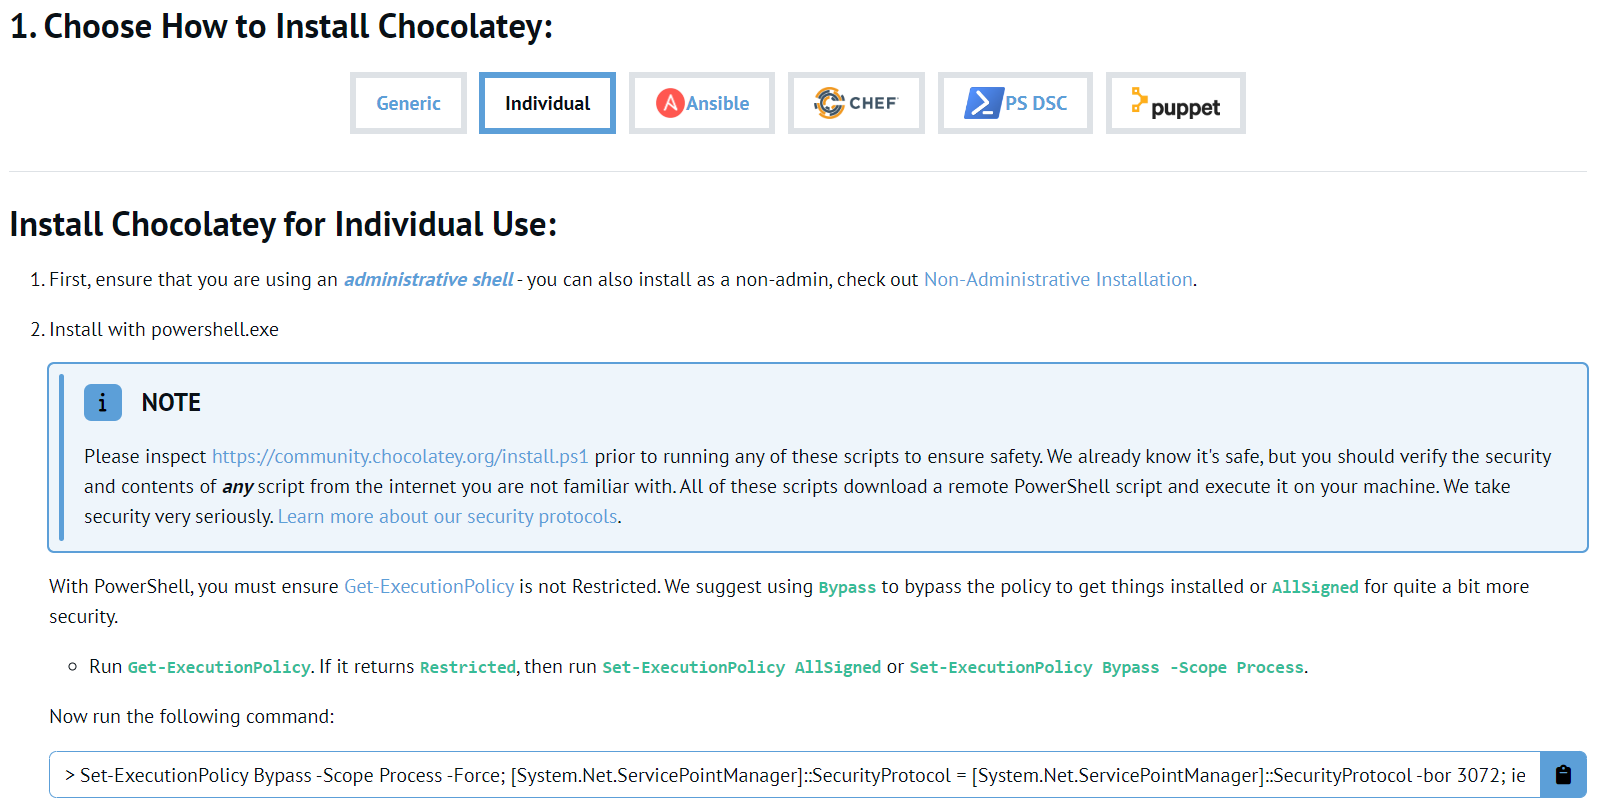 1. Choose How to Install Chocolatey:
Generic
Individual
Ansible
CHEF
PS DSC
puppet
Install Chocolatey for Individual Use:
1. First, ensure that you are using an administrative shell - you can also install as a non-admin, check out Non-Administrative Installation.
2. Install with powershell.exe
i NOTE
Please inspect https://community.chocolatey.org/install.ps1 prior to running any of these scripts to ensure safety. We already know it's safe, but you should verify the security
and contents of any script from the internet you are not familiar with. All of these scripts download a remote PowerShell script and execute it on your machine. We take
security very seriously. Learn more about our security protocols.
With PowerShell, you must ensure Get-ExecutionPolicy is not Restricted. We suggest using Bypass to bypass the policy to get things installed or AllSigned for quite a bit more
security.
Run Get-ExecutionPolicy. If it returns Restricted, then run Set-ExecutionPolicy AllSigned or Set-ExecutionPolicy Bypass -Scope Process.
Now run the following command:
> Set-ExecutionPolicy Bypass -Scope Process -Force; [System.Net.ServicePointManager]::SecurityProtocol = [System.Net.ServicePointManager]::SecurityProtocol -bor 3072; ie